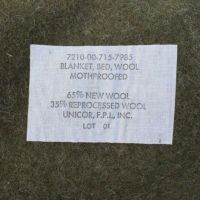 7210-00-715-7985
BLANKET, BED, WOOL
MOTHPROOFED
65% NEW WOOL
35% REPROCESSED WOOL
UNICOR, F.P.I., INC.
LOT 01